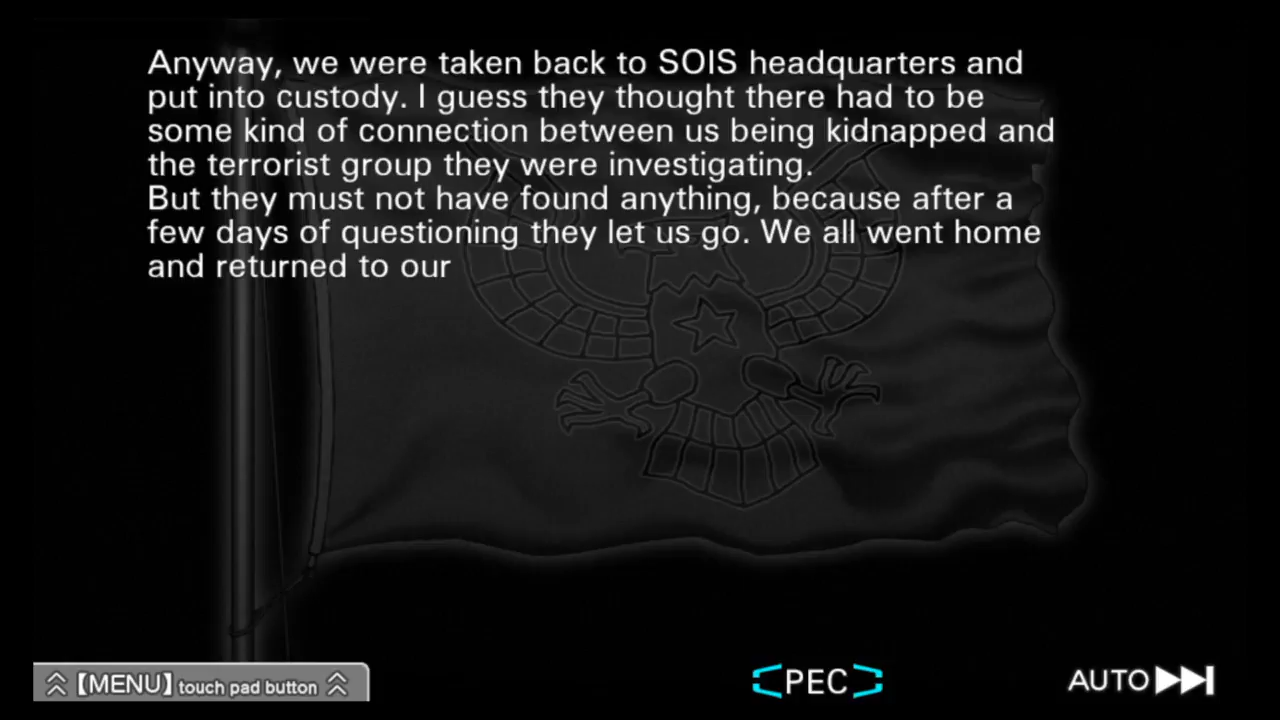 Anyway, we were taken back to SOIS headquarters and
put into custody. I guess they thought there had to be
some kind of connection between us being kidnapped and
the terrorist group they were investigating.
But they must not have found anything, because after a
few days of questioning they let us go. We all went home
and returned to our
【MENU】 touch pad button
PEC
AUTO